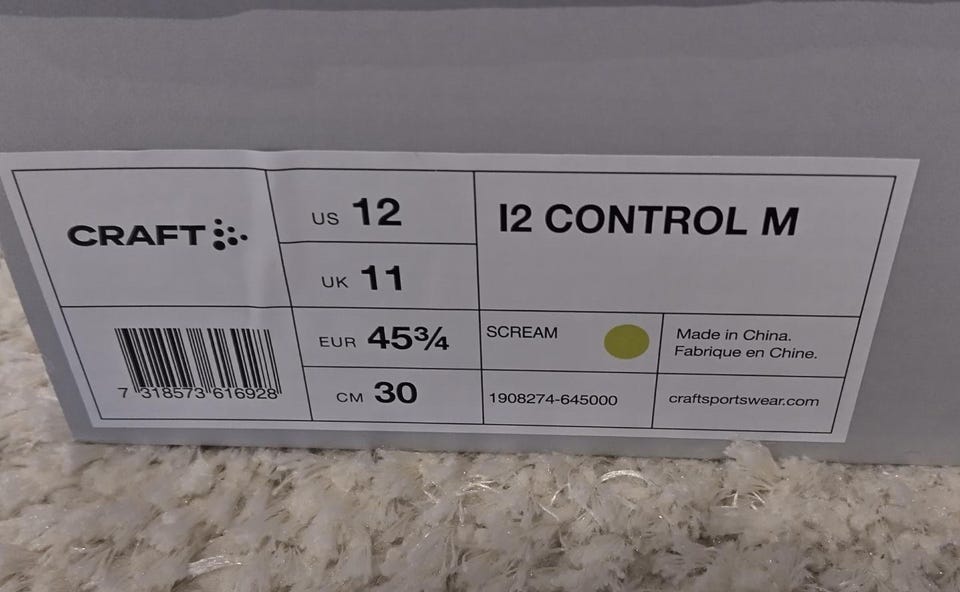 CRAFT
US 12
UK 11
EUR 45¾
CM 30
I2 CONTROL M
SCREAM
1908274-645000
Made in China.
Fabrique en Chine.
craftsportswear.com
7 318573 616928